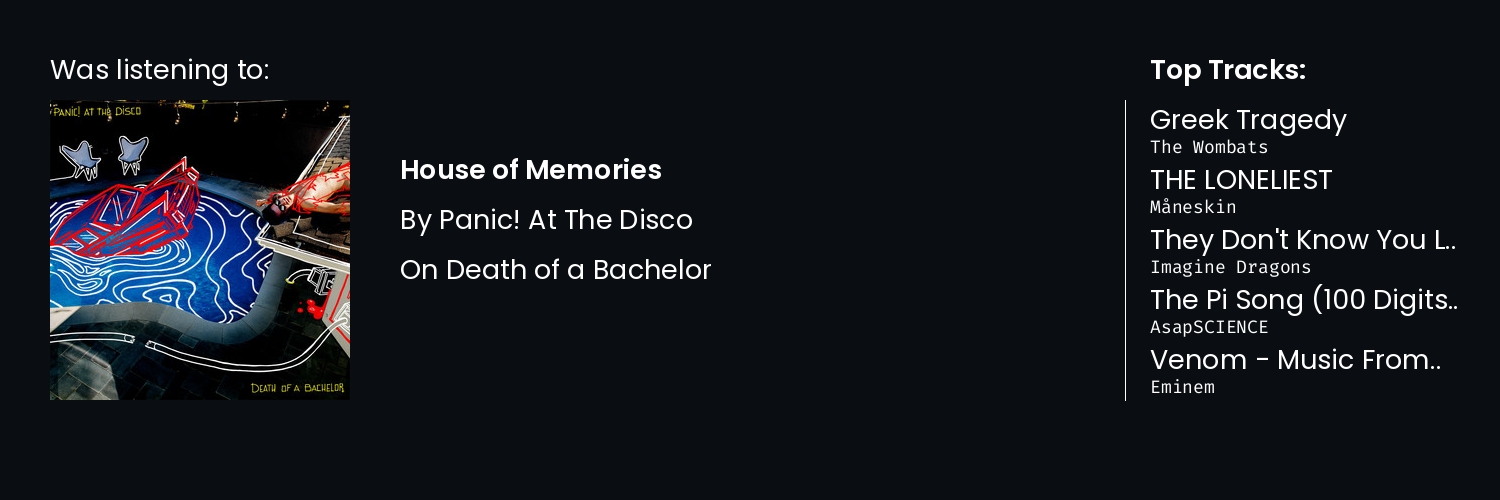 Was listening to:
PANIC! AT THE DISCO
DEATH OF A BACHELOR
House of Memories
By Panic! At The Disco
On Death of a Bachelor
Top Tracks:
Greek Tragedy
The Wombats
THE LONELIEST
Måneskin
They Don't Know You L..
Imagine Dragons
The Pi Song (100 Digits..
AsapSCIENCE
Venom - Music From..
Eminem